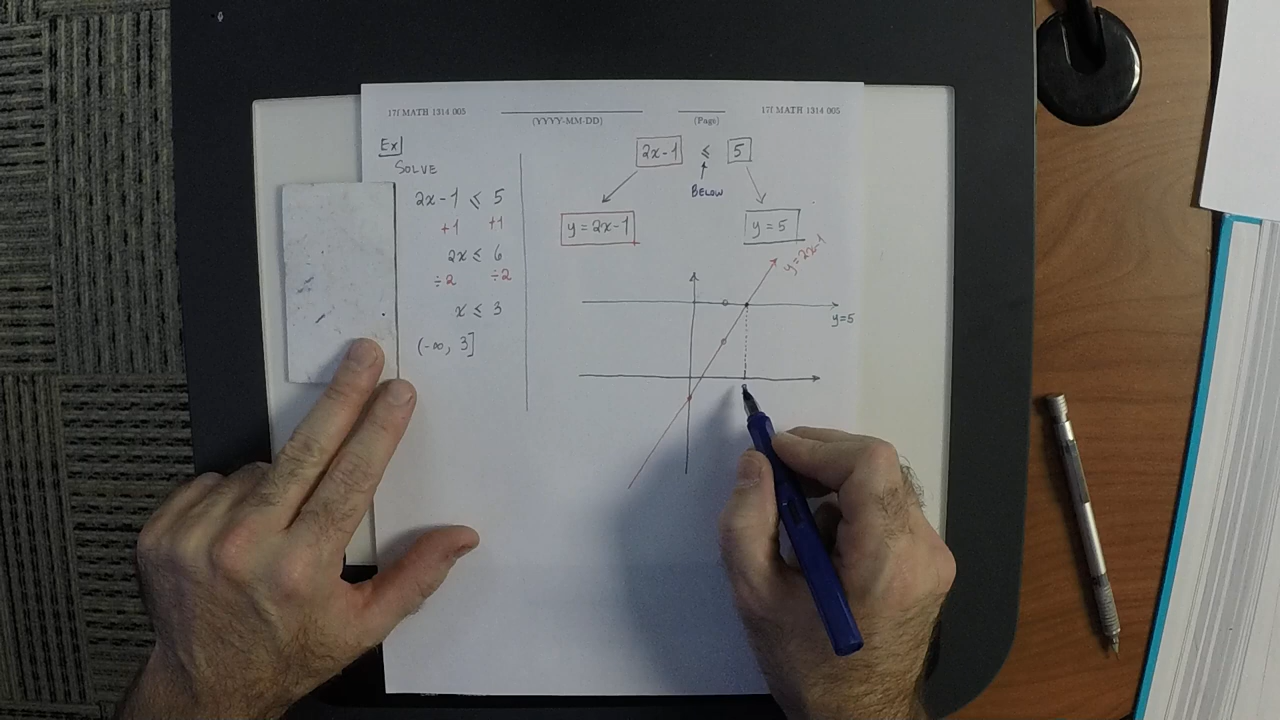 17f MATH 1314 005
(YYYY-MM-DD)
(Page)
17f MATH 1314 005
Ex
SOLVE
2x-1 ≤ 5
+1 +1
2x ≤ 6
÷2 ÷2
x ≤ 3
(-∞, 3]
2x-1 ≤ 5
BELOW
y = 2x-1
y = 5
y=2x-1
y=5